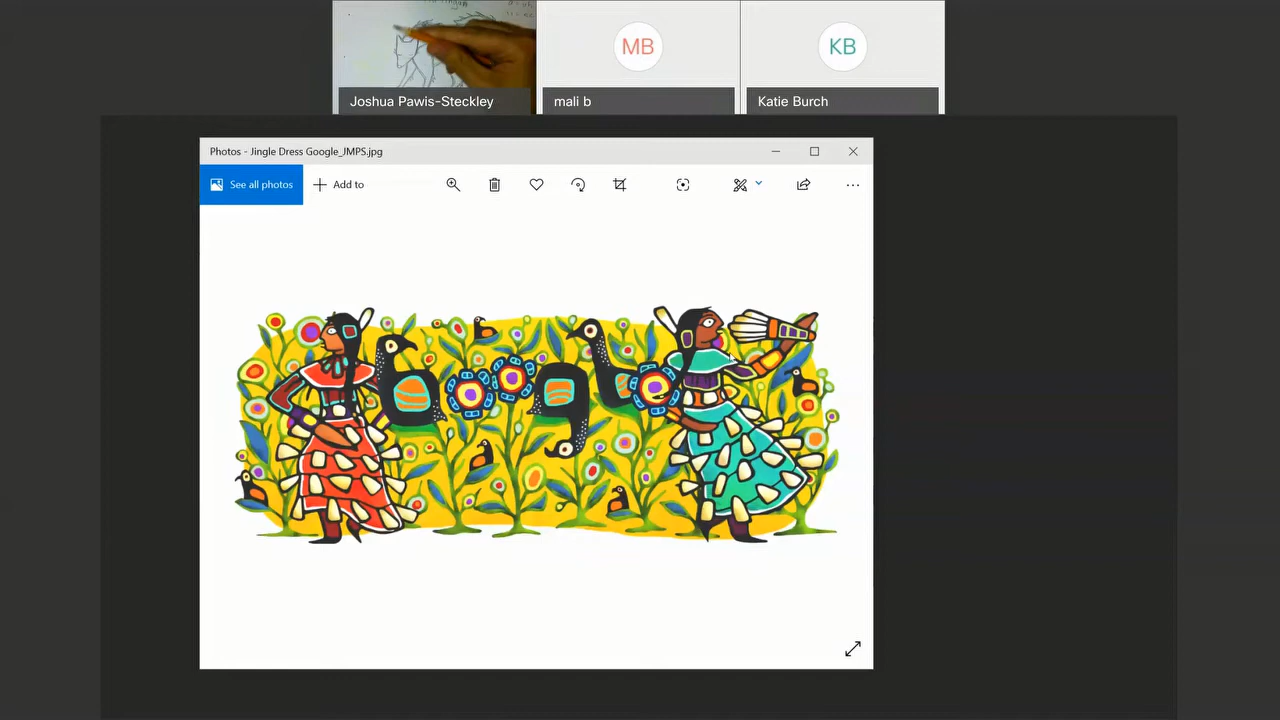 MB
KB
Joshua Pawis-Steckley
mali b
Katie Burch
Photos - Jingle Dress Google_JMPS.jpg
See all photos
Add to